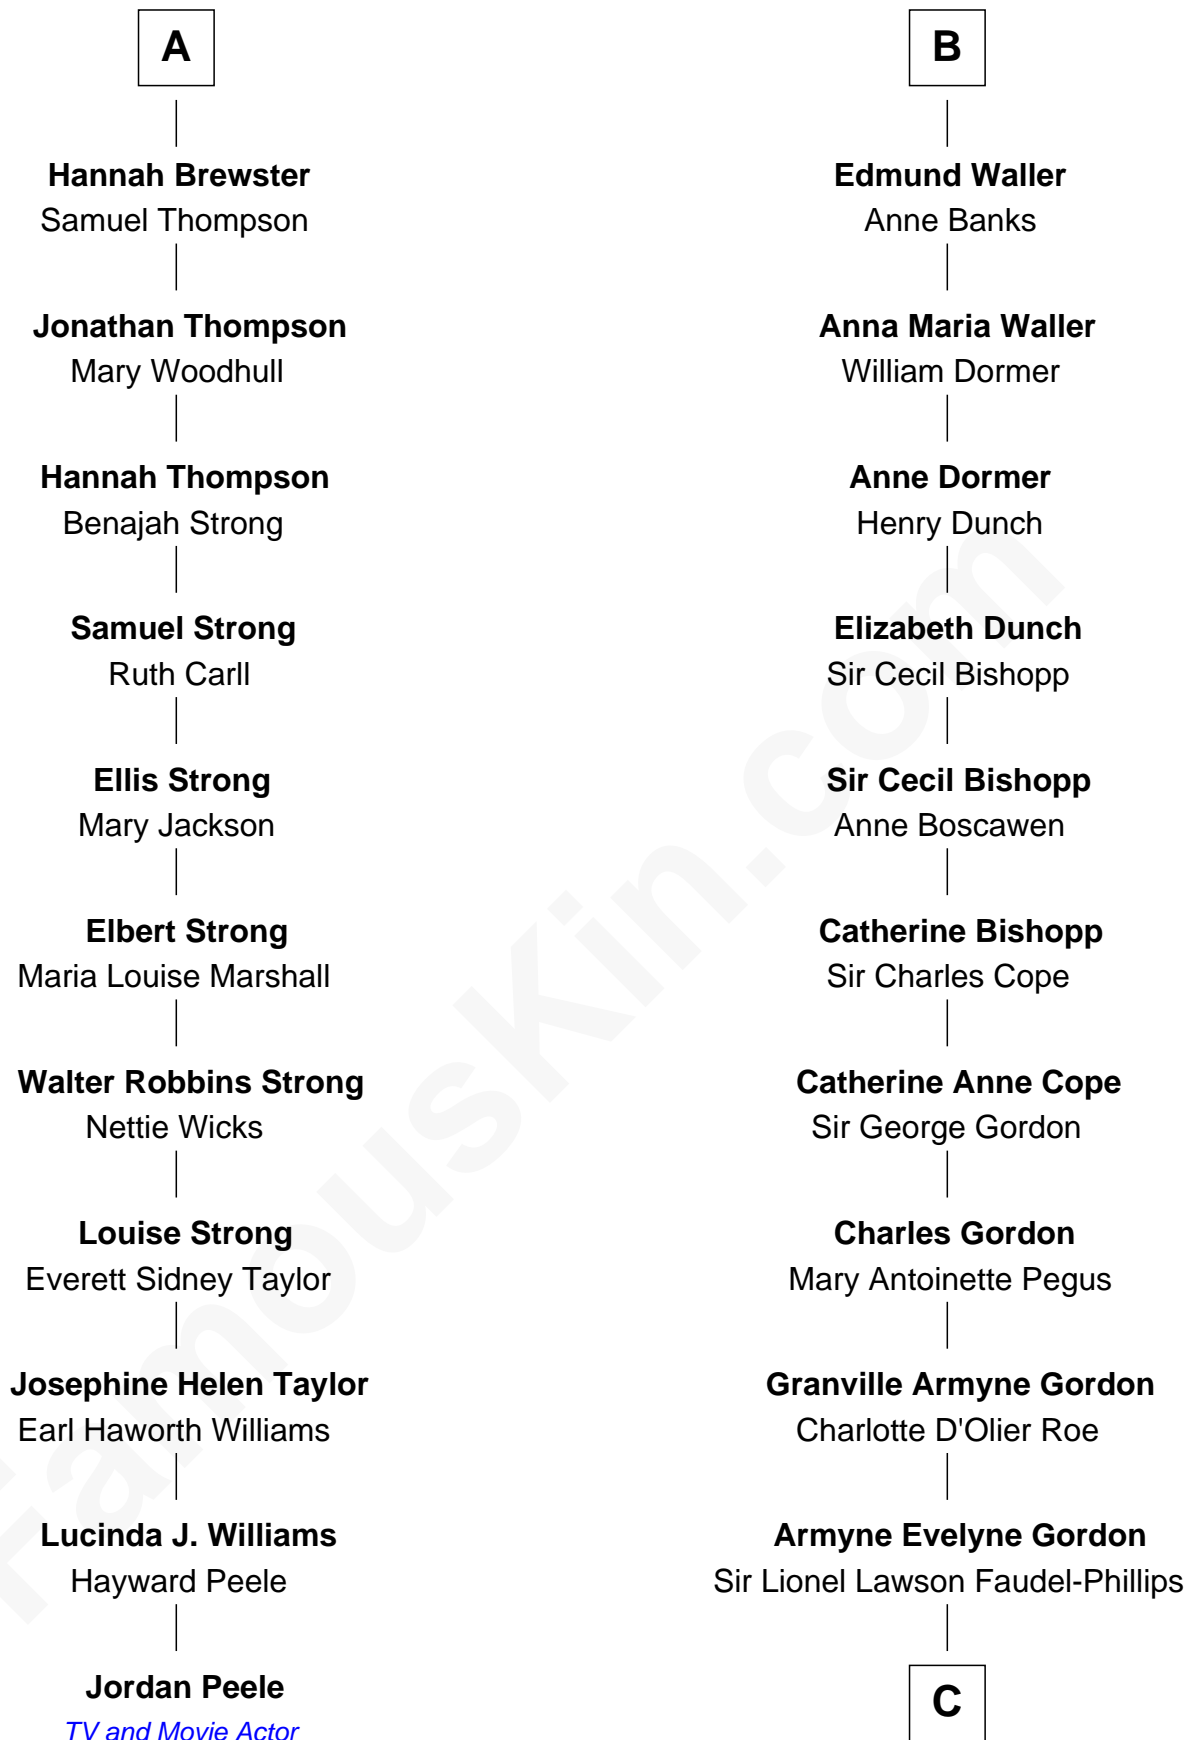 A
Hannah Brewster
Samuel Thompson
Jonathan Thompson
Mary Woodhull
Hannah Thompson
Benajah Strong
Samuel Strong
Ruth Carll
Ellis Strong
Mary Jackson
Elbert Strong
Maria Louise Marshall
Walter Robbins Strong
Nettie Wicks
Louise Strong
Everett Sidney Taylor
Josephine Helen Taylor
Earl Haworth Williams
Lucinda J. Williams
Hayward Peele
Jordan Peele
TV and Movie Actor
B
Edmund Waller
Anne Banks
Anna Maria Waller
William Dormer
Anne Dormer
Henry Dunch
Elizabeth Dunch
Sir Cecil Bishopp
Sir Cecil Bishopp
Anne Boscawen
Catherine Bishopp
Sir Charles Cope
Catherine Anne Cope
Sir George Gordon
Charles Gordon
Mary Antoinette Pegus
Granville Armyne Gordon
Charlotte D'Olier Roe
Armyne Evelyne Gordon
Sir Lionel Lawson Faudel-Phillips
C
FamousKin.com